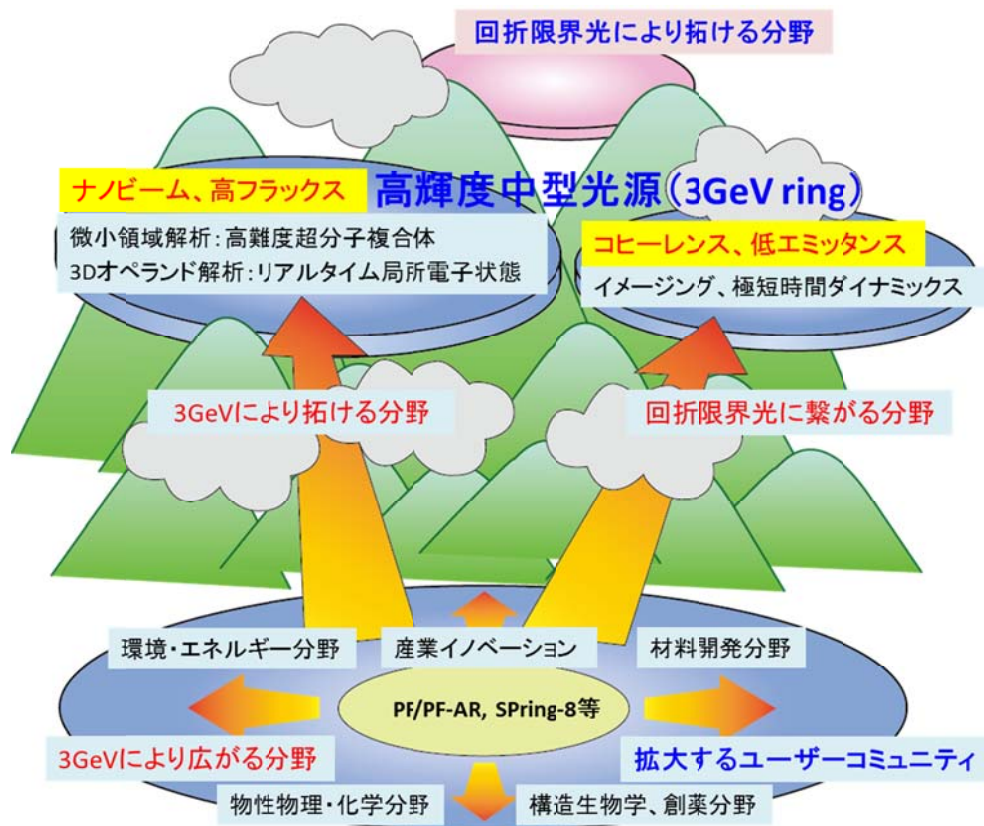 回折限界光により拓ける分野
高輝度中型光源(3GeV ring)
ナノビーム、高フラックス
微小領域解析:高難度超分子複合体
3Dオペランド解析:リアルタイム局所電子状態
コヒーレンス、低エミッタンス
イメージング、極短時間ダイナミックス
3GeVにより拓ける分野
回折限界光に繋がる分野
環境・エネルギー分野
産業イノベーション
材料開発分野
PF/PF-AR, SPring-8等
3GeVにより広がる分野
拡大するユーザーコミュニティ
物性物理・化学分野
構造生物学、創薬分野